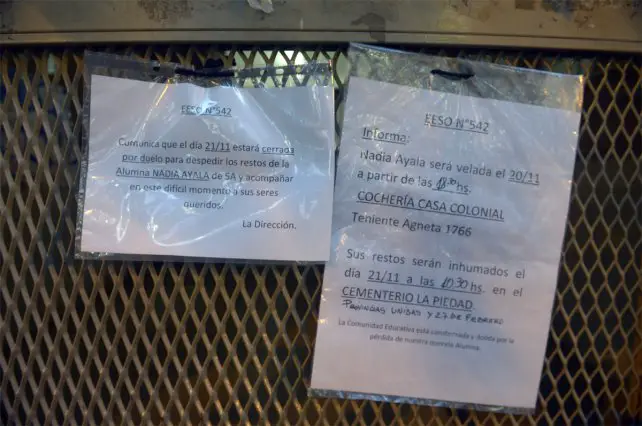 EESO N°542
Comunica que el día 21/11 estará cerrada
por duelo para despedir los restos de la
Alumna NADIA AYALA de 5A y acompañar
en este difícil momento a sus seres
queridos.
La Dirección.
EESO N°542
Informa:
Nadia Ayala será velada el 20/11
a partir de las hs.
COCHERÍA CASA COLONIAL
Teniente Agneta 1766
Sus restos serán inhumados el
día 21/11 a las 10:30 hs. en el
CEMENTERIO LA PIEDAD
PROVINCIAS UNIDAS Y 27 DE FEBRERO
La Comunidad Educativa está consternada y dolida por la
pérdida de nuestra querida Alumna.